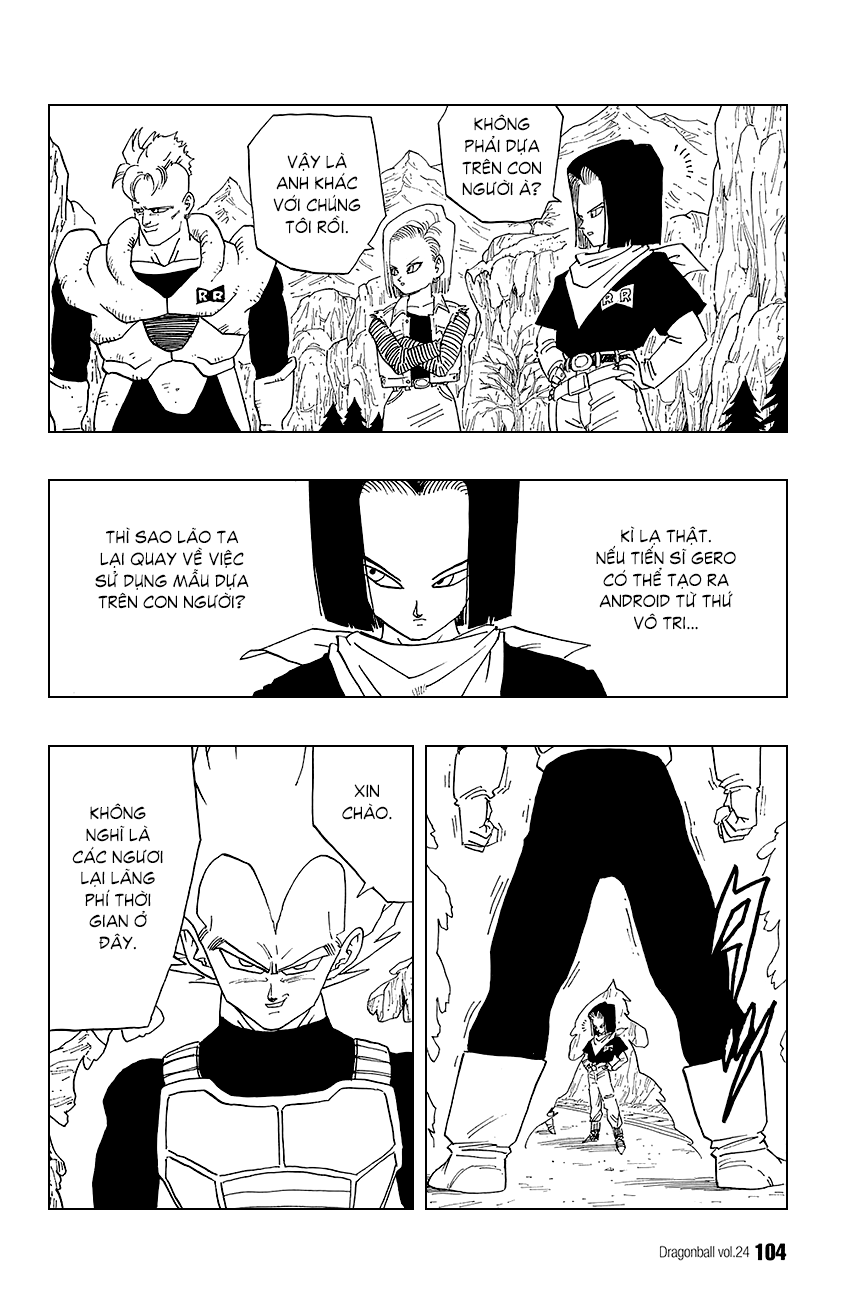 KHÔNG
PHẢI DỰA
TRÊN CON
NGƯỜI À?
VẬY LÀ
ANH KHÁC
VỚI CHÚNG
TÔI RỒI.
RR
RR
KÌ LẠ THẬT.
NẾU TIẾN SĨ GERO
CÓ THỂ TẠO RA
ANDROID TỪ THỨ
VÔ TRI...
THÌ SAO LÃO TA
LẠI QUAY VỀ VIỆC
SỬ DỤNG MẪU DỰA
TRÊN CON NGƯỜI?
XIN
CHÀO.
KHÔNG
NGHĨ LÀ
CÁC NGƯƠI
LẠI LÃNG
PHÍ THỜI
GIAN Ở
ĐÂY.
Dragonball vol.24 104